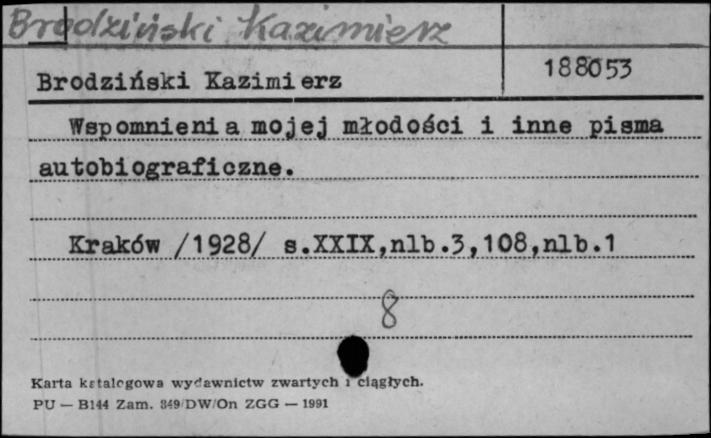 Brodziński Kazimierz
188053
Brodziński Kazimierz
Wspomnienia mojej młodości i inne pisma
autobiograficzne.
Kraków /1928/ s.XXIX,nlb.3,108,nlb.1
8
Karta katalogowa wydawnictw zwartych i ciągłych.
PU — B144 Zam. 849/DW/On ZGG — 1991